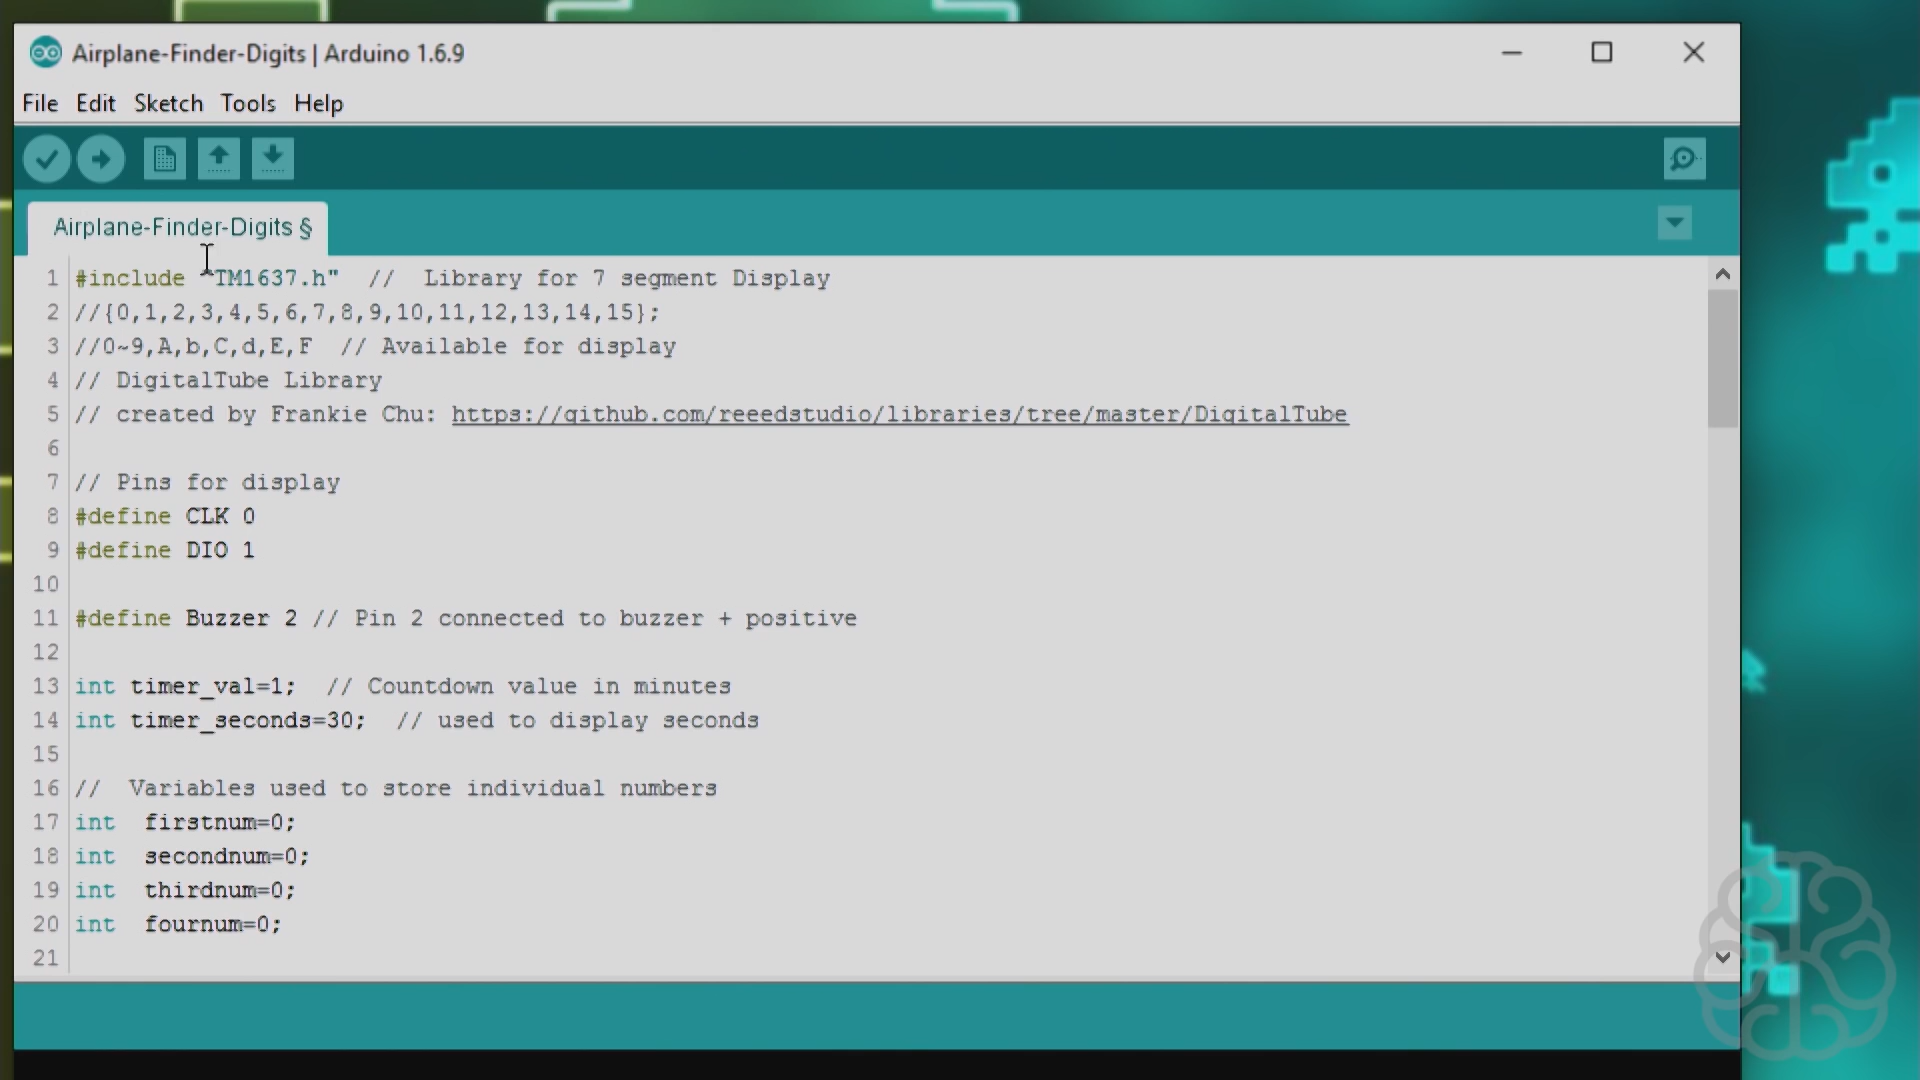 Airplane-Finder-Digits | Arduino 1.6.9
File Edit Sketch Tools Help
Airplane-Finder-Digits §
1 #include "TM1637.h" // Library for 7 segment Display
2 //{0,1,2,3,4,5,6,7,8,9,10,11,12,13,14,15};
3 //0~9,A,b,C,d,E,F // Available for display
4 // DigitalTube Library
5 // created by Frankie Chu: https://github.com/reeedstudio/libraries/tree/master/DigitalTube
6
7 // Pins for display
8 #define CLK 0
9 #define DIO 1
10
11 #define Buzzer 2 // Pin 2 connected to buzzer + positive
12
13 int timer_val=1; // Countdown value in minutes
14 int timer_seconds=30; // used to display seconds
15
16 // Variables used to store individual numbers
17 int firstnum=0;
18 int secondnum=0;
19 int thirdnum=0;
20 int fournum=0;
21